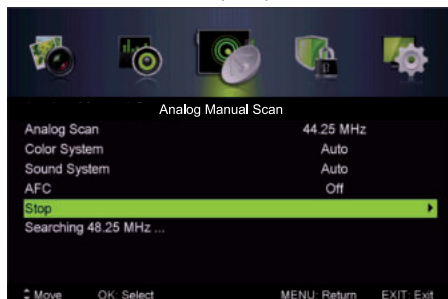 Analog Manual Scan
Analog Scan 44.25 MHz
Color System Auto
Sound System Auto
AFC Off
Stop
Searching 48.25 MHz ...
Move OK: Select MENU: Return EXIT: Exit